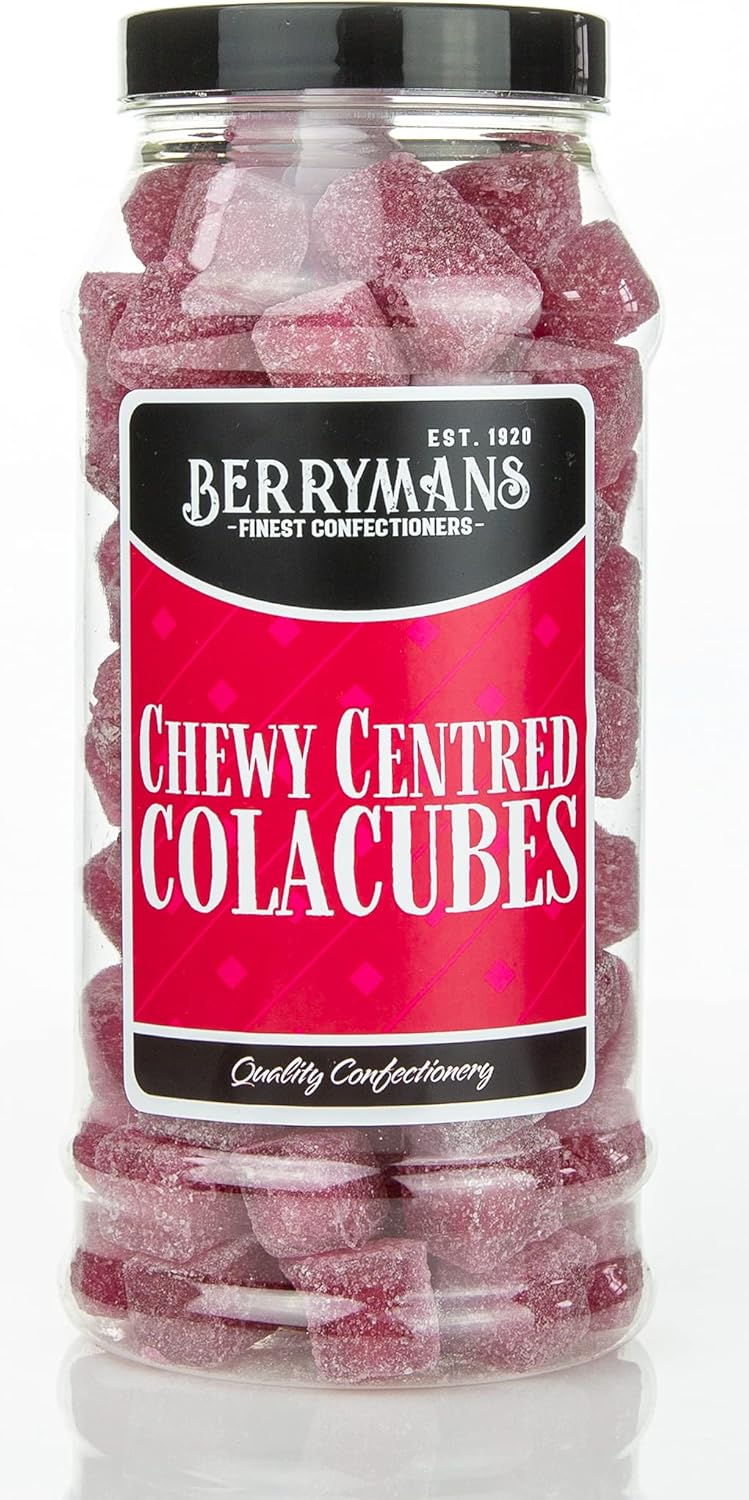 EST. 1920
BERRYMANS
-FINEST CONFECTIONERS-
CHEWY CENTRED
COLACUBES
Quality Confectionery